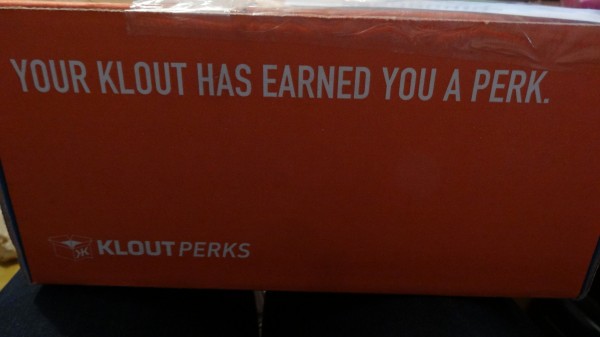 YOUR KLOUT HAS EARNED YOU A PERK.
KLOUT PERKS